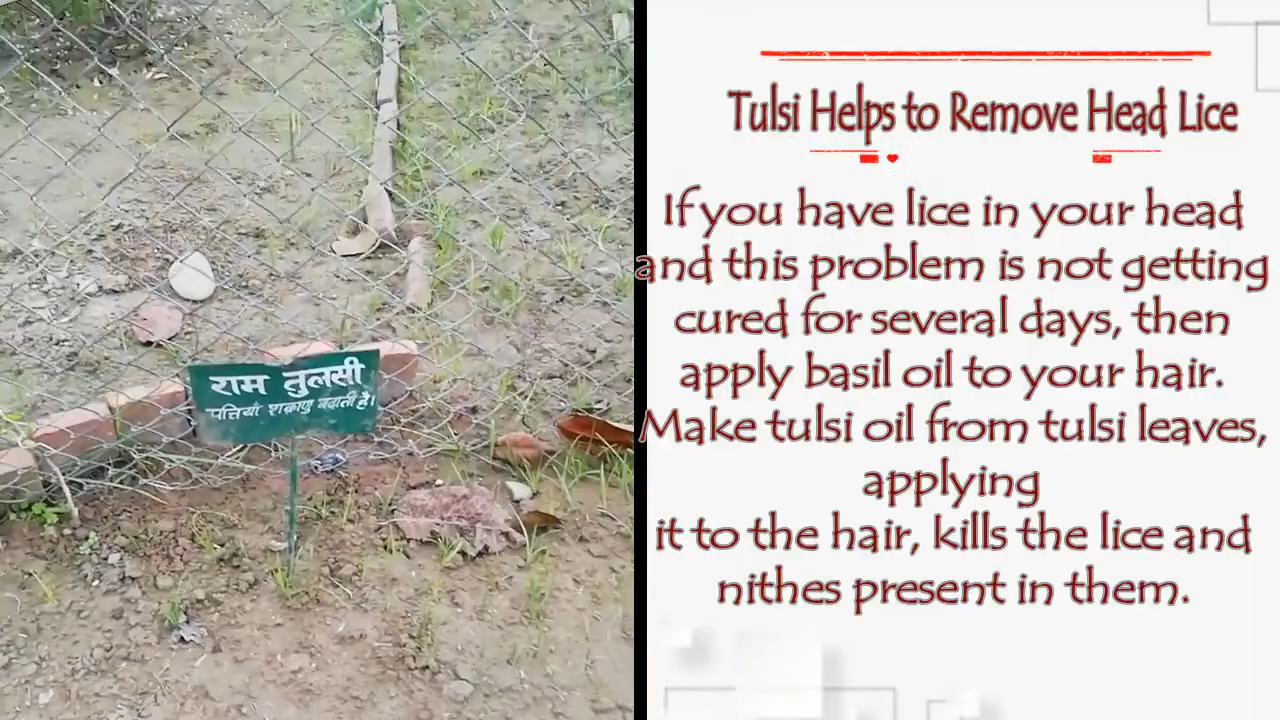 राम तुलसी
पत्तियाँ शुक्राणु बढ़ाती है।
Tulsi Helps to Remove Head Lice
If you have lice in your head
and this problem is not getting
cured for several days, then
apply basil oil to your hair.
Make tulsi oil from tulsi leaves,
applying
it to the hair, kills the lice and
nithes present in them.